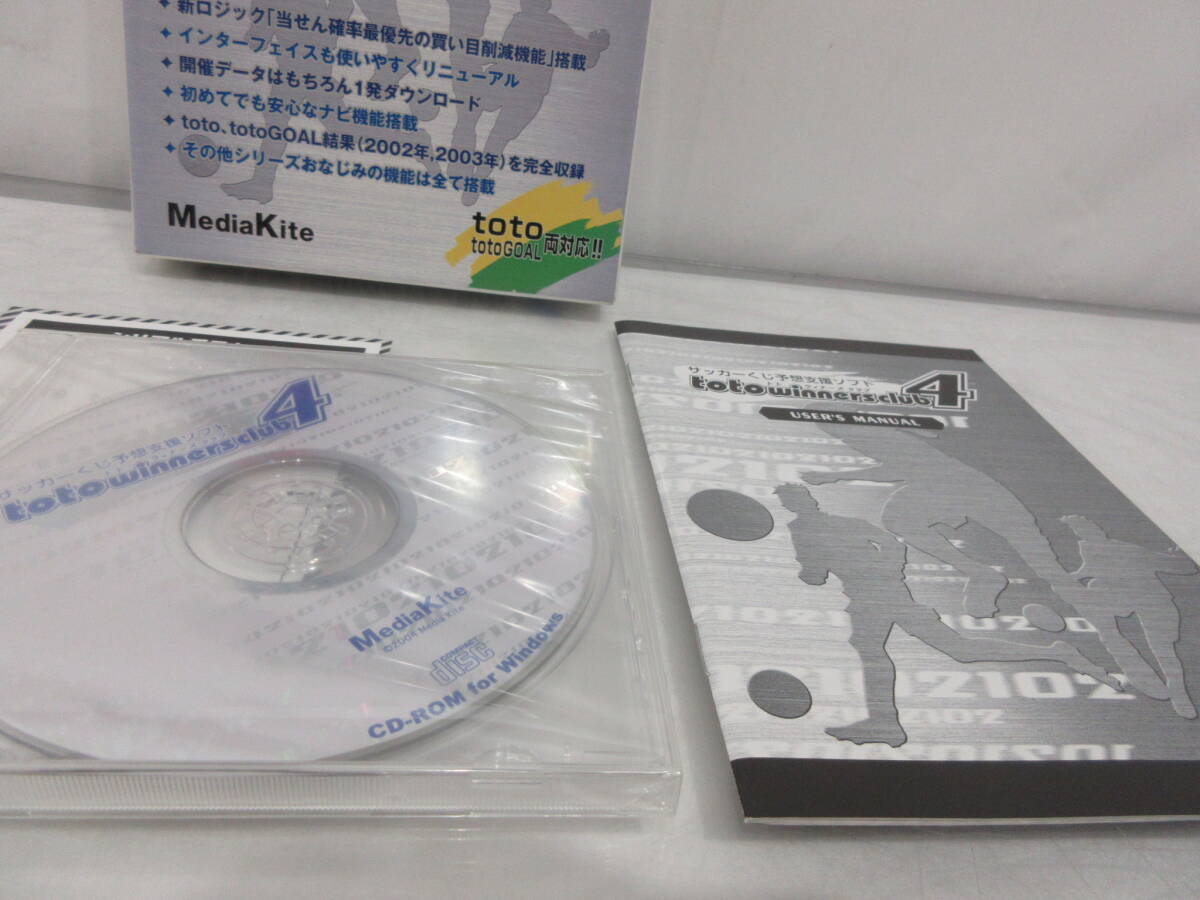 ✦新ロジック「当せん確率最優先の買い目削減機能」搭載
✦インターフェイスも使いやすくリニューアル
✦開催データはもちろん1発ダウンロード
✦初めてでも安心なナビ機能搭載
✦toto、totoGOAL結果(2002年,2003年)を完全収録
✦その他シリーズおなじみの機能は全て搭載
MediaKite
toto
totoGOAL
両対応!!
サッカーくじ予想支援ソフト
totowinnersclub4
MediaKite
©2004 MediaKite
COMPACT
disc
CD-ROM for Windows
サッカーくじ予想支援ソフト
totowinnersclub4
USER'S MANUAL